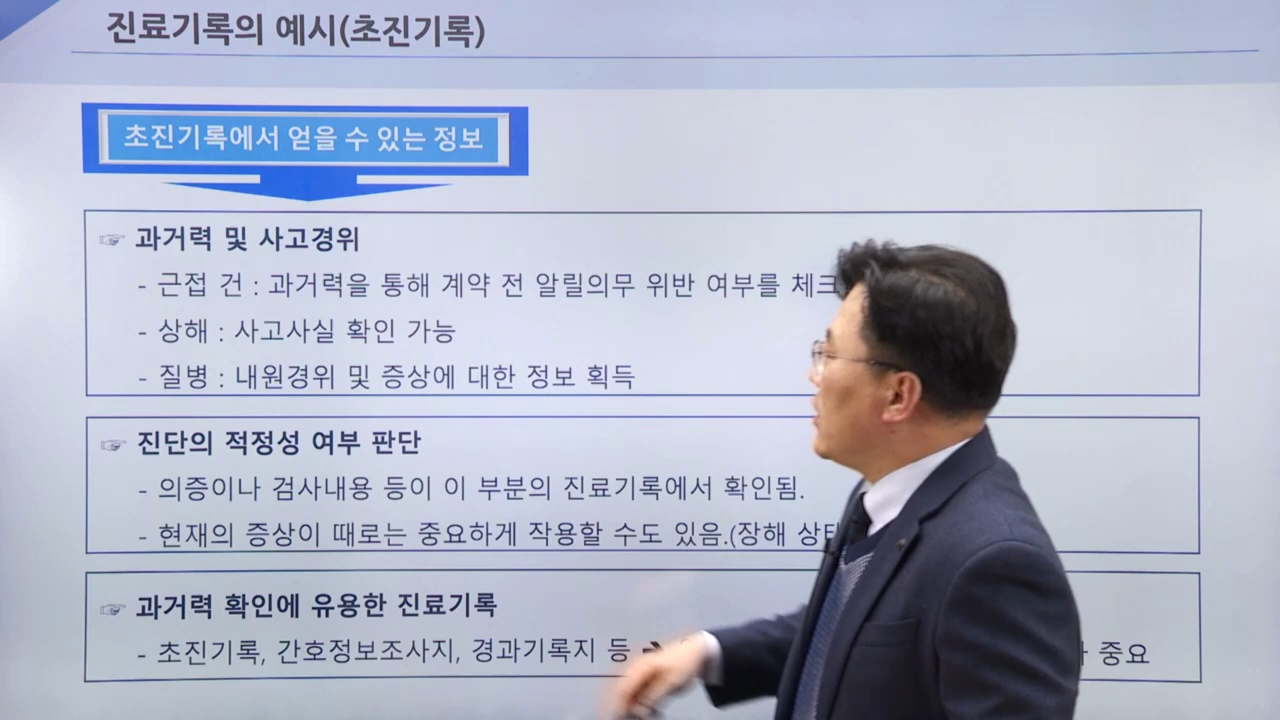 진료기록의 예시(초진기록)
초진기록에서 얻을 수 있는 정보
☞ 과거력 및 사고경위
- 근접 건 : 과거력을 통해 계약 전 알릴의무 위반 여부를 체크
- 상해 : 사고사실 확인 가능
- 질병 : 내원경위 및 증상에 대한 정보 획득
☞ 진단의 적정성 여부 판단
- 의증이나 검사내용 등이 이 부분의 진료기록에서 확인됨.
- 현재의 증상이 때로는 중요하게 작용할 수도 있음.(장해
☞ 과거력 확인에 유용한 진료기록
- 초진기록, 간호정보조사지, 경과기록지 등 중요